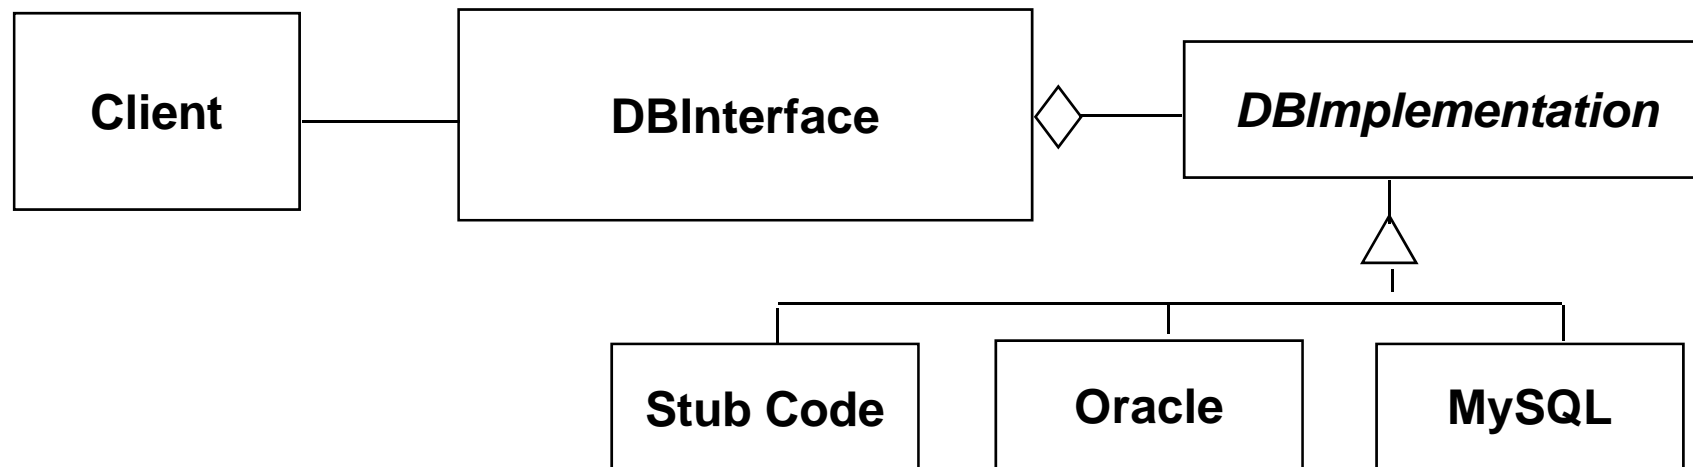 Client
DBInterface
DBImplementation
Stub Code
Oracle
MySQL